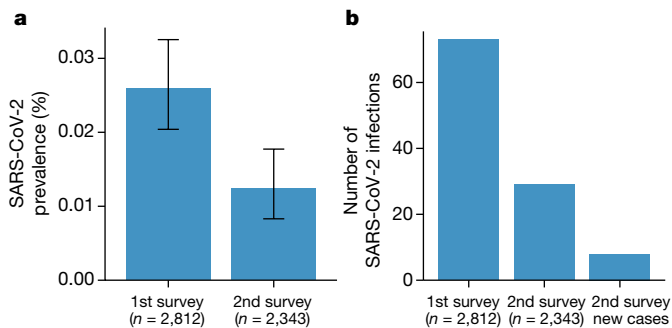 a
SARS-CoV-2
prevalence (%)
0.03
0.02
0.01
0.00
1st survey
(n = 2,812)
2nd survey
(n = 2,343)
b
Number of
SARS-CoV-2 infections
60
40
20
0
1st survey
(n = 2,812)
2nd survey
(n = 2,343)
2nd survey
new cases